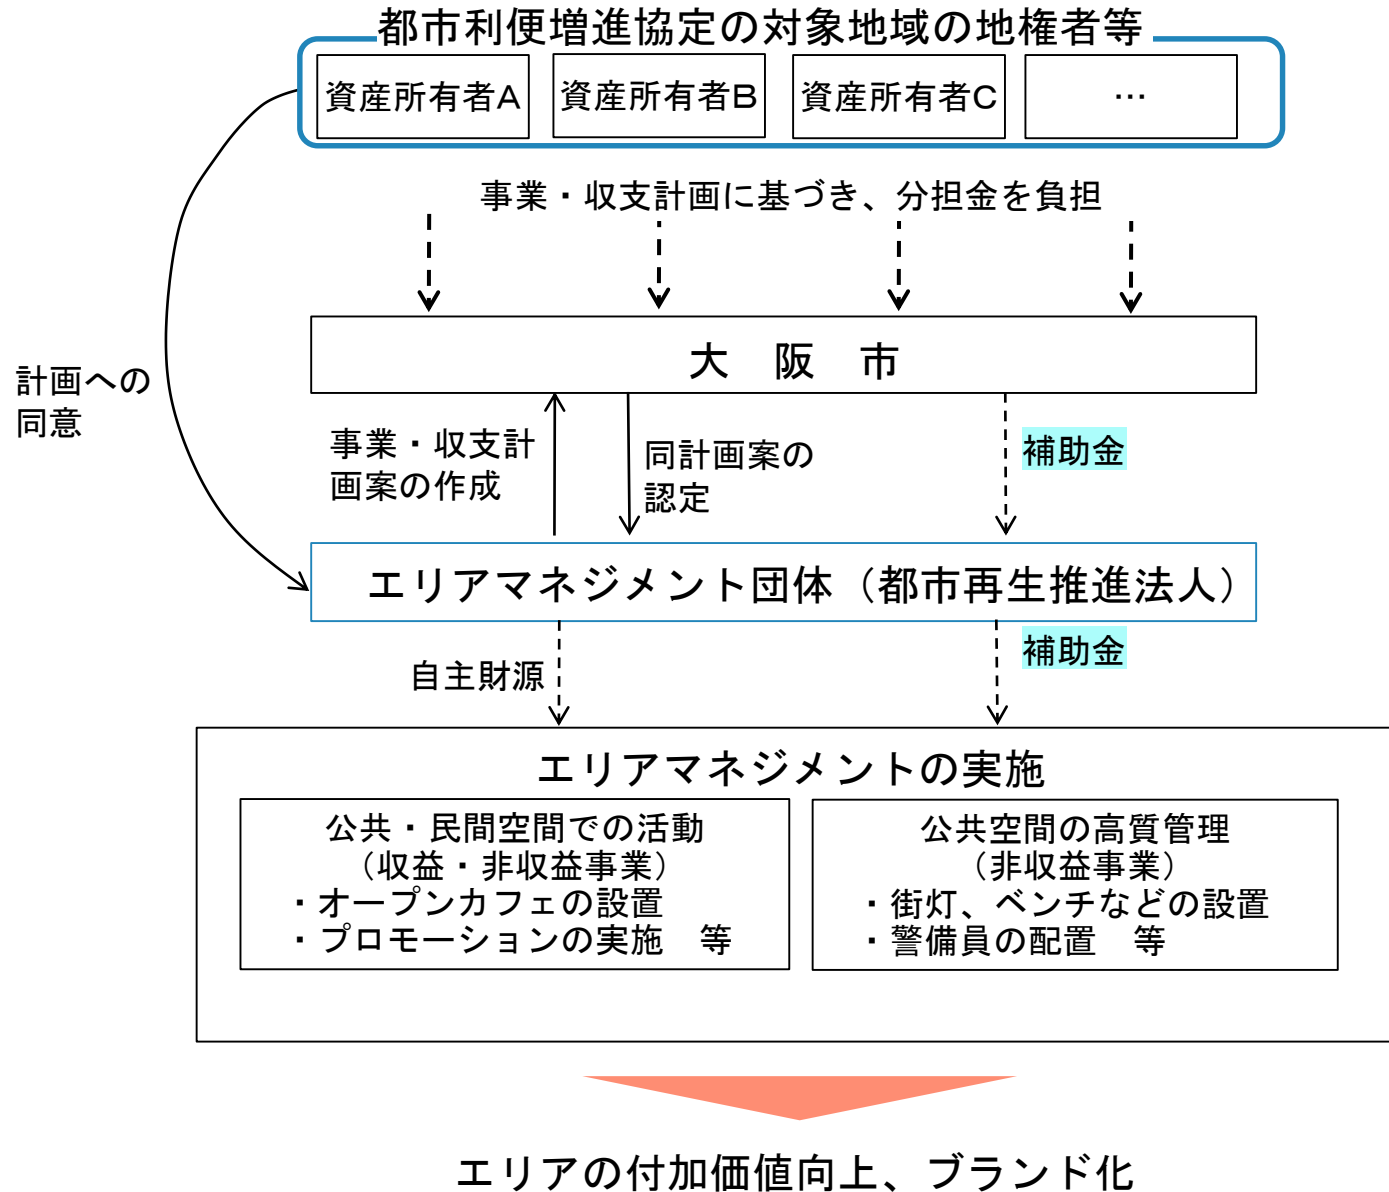 都市利便増進協定の対象地域の地権者等
資産所有者A
資産所有者B
資産所有者C
…
事業・収支計画に基づき、分担金を負担
大　阪　市
計画への
同意
事業・収支計
画案の作成
同計画案の
認定
補助金
エリアマネジメント団体（都市再生推進法人）
自主財源
補助金
エリアマネジメントの実施
公共・民間空間での活動
（収益・非収益事業）
・オープンカフェの設置
・プロモーションの実施　等
公共空間の高質管理
（非収益事業）
・街灯、ベンチなどの設置
・警備員の配置　等
エリアの付加価値向上、ブランド化